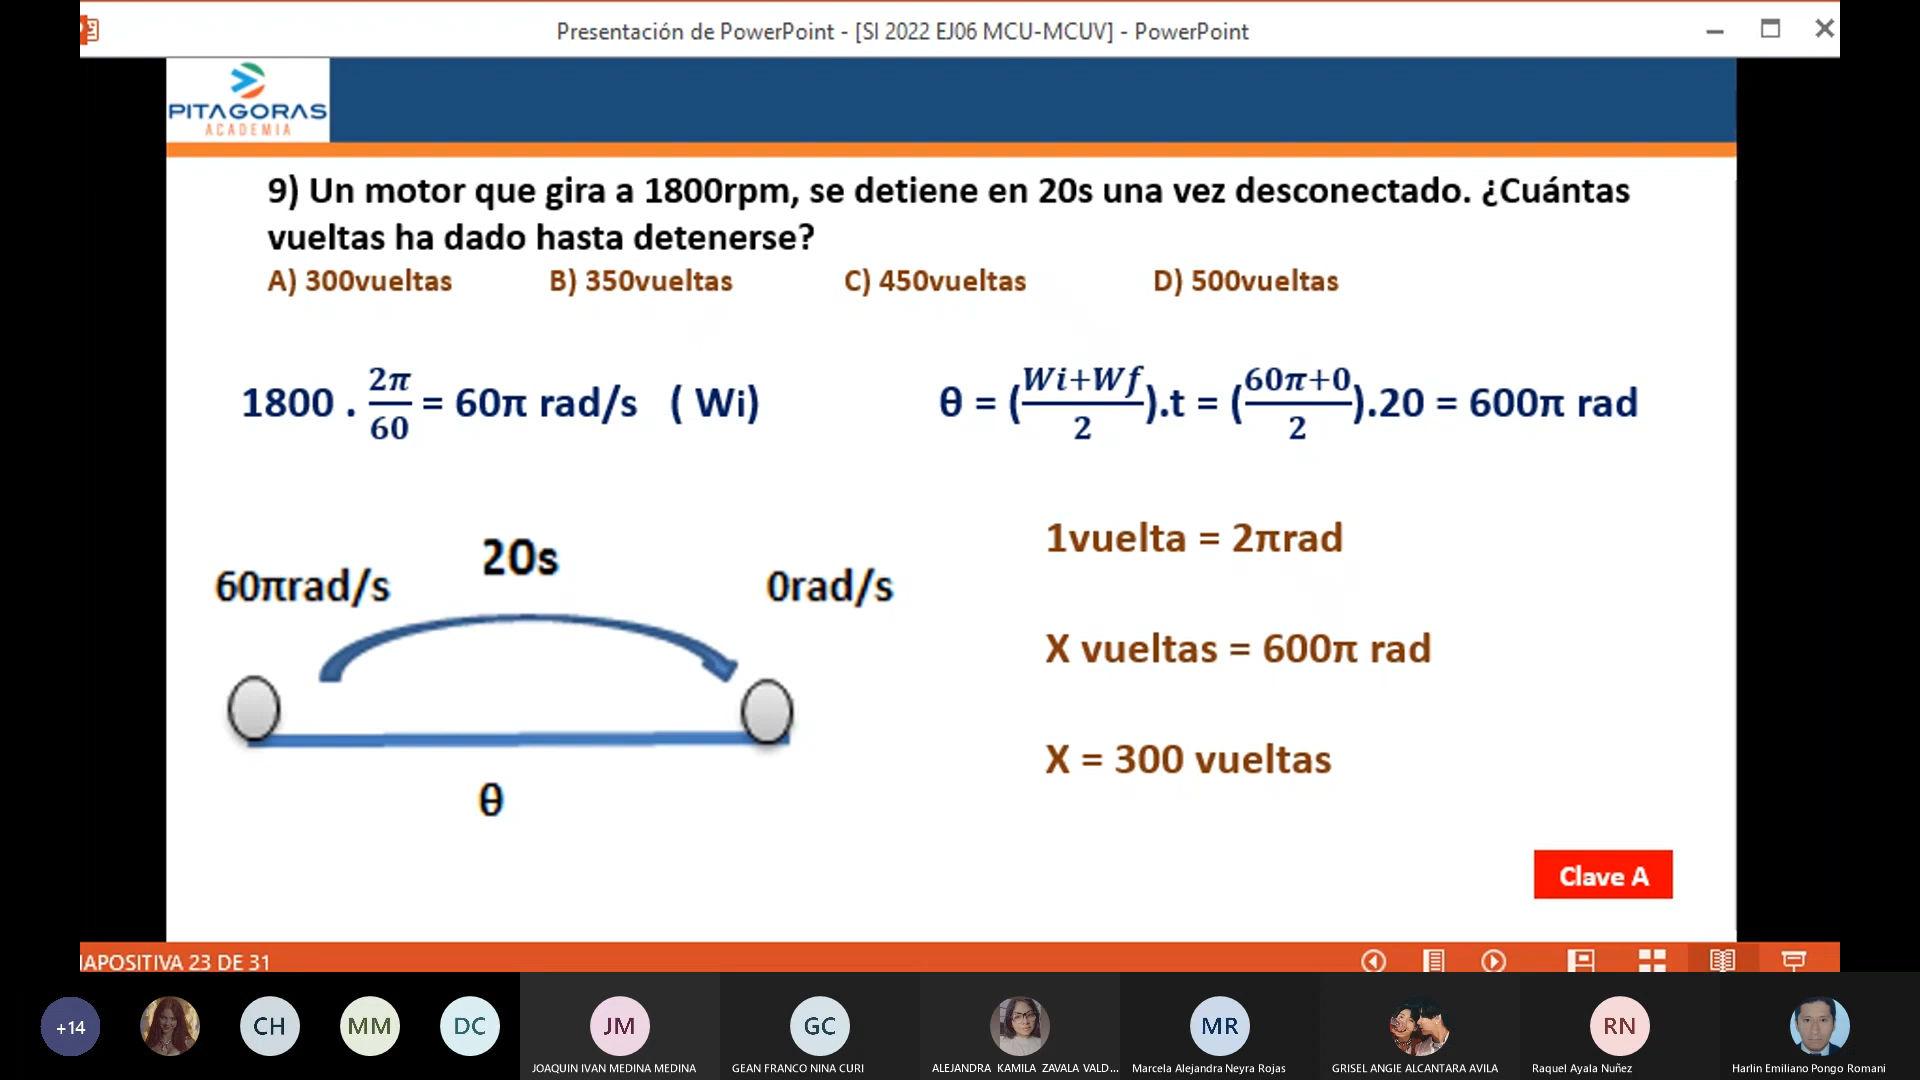 Presentación de PowerPoint - [SI 2022 EJ06 MCU-MCUV] - PowerPoint
PITAGORAS
ACADEMIA
9) Un motor que gira a 1800rpm, se detiene en 20s una vez desconectado. ¿Cuántas
vueltas ha dado hasta detenerse?
A) 300vueltas B) 350vueltas C) 450vueltas D) 500vueltas
1800 . 2π/60 = 60π rad/s ( Wi)
θ = (Wi+Wf/2).t = (60π+0/2).20 = 600π rad
20s
60πrad/s 0rad/s
θ
1vuelta = 2πrad
X vueltas = 600π rad
X = 300 vueltas
Clave A
IAPOSITIVA 23 DE 31
+14 CH MM DC JM GC MR RN
JOAQUIN IVAN MEDINA MEDINA
GEAN FRANCO NINA CURI
ALEJANDRA KAMILA ZAVALA VALD...
Marcela Alejandra Neyra Rojas
GRISEL ANGIE ALCANTARA AVILA
Raquel Ayala Nuñez
Harlin Emiliano Pongo Romani